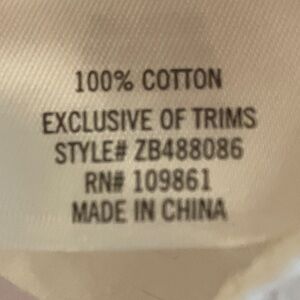 100% COTTON
EXCLUSIVE OF TRIMS
STYLE# ZB488086
RN# 109861
MADE IN CHINA